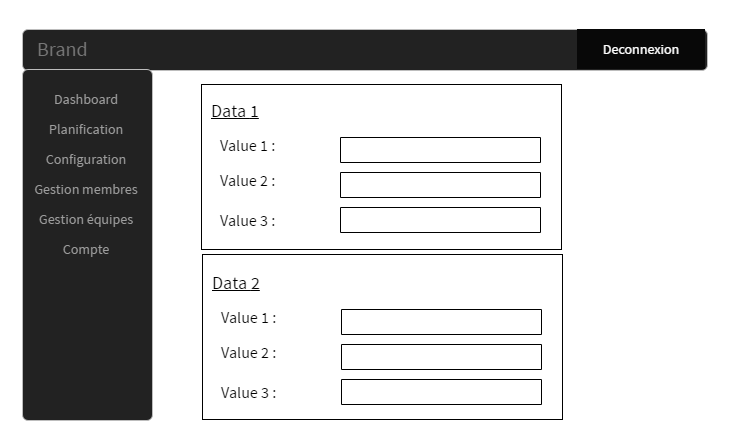 Brand
Deconnexion
Dashboard
Planification
Configuration
Gestion membres
Gestion équipes
Compte
Data 1
Value 1 :
Value 2 :
Value 3 :
Data 2
Value 1 :
Value 2 :
Value 3 :